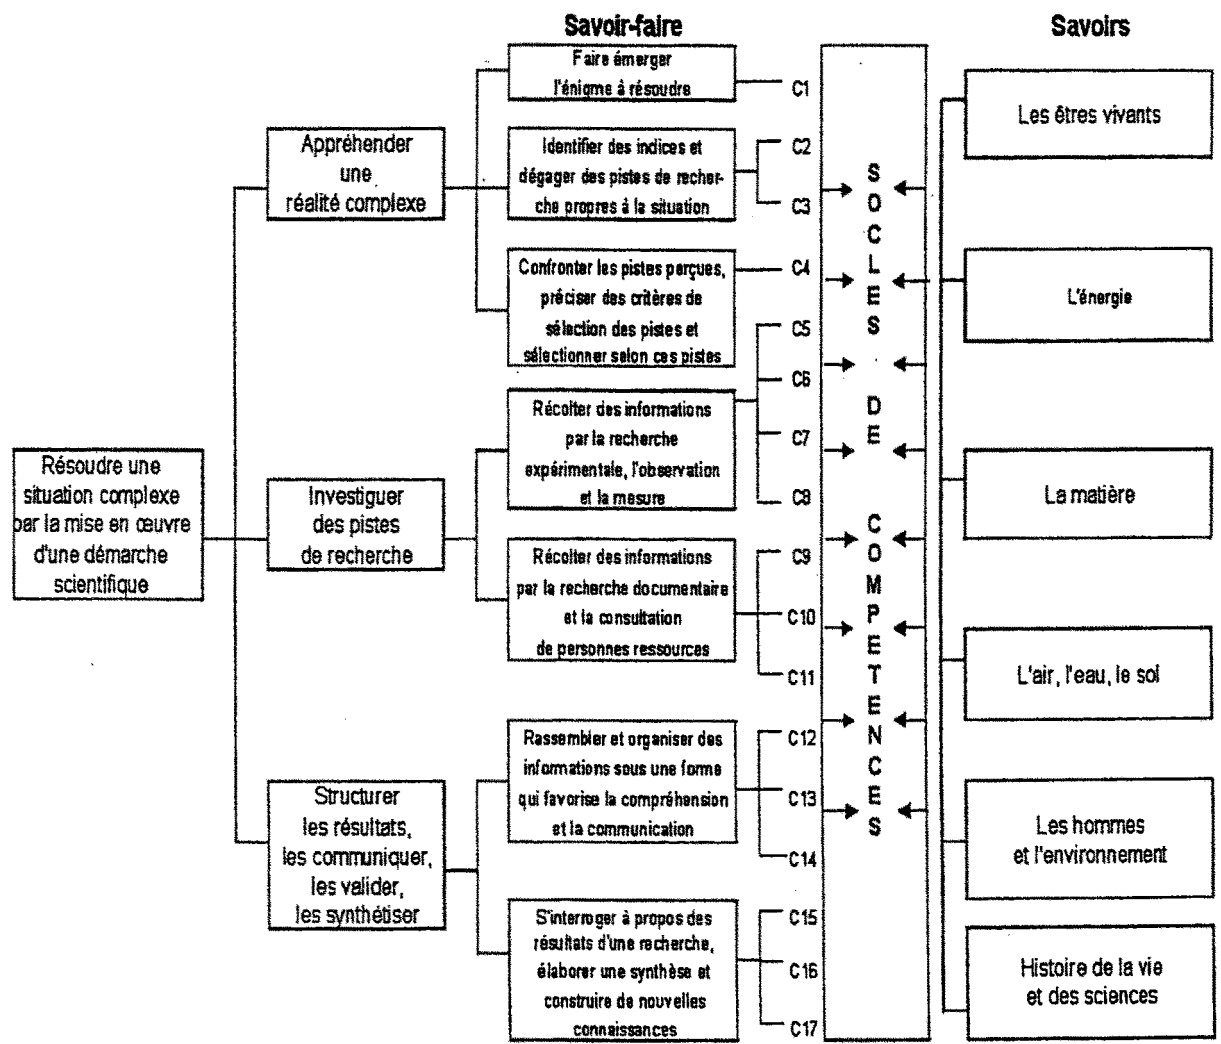 Savoir-faire
Savoirs
Résoudre une
situation complexe
par la mise en œuvre
d'une démarche
scientifique
Appréhender
une
réalité complexe
Investiguer
des pistes
de recherche
Structurer
les résultats,
les communiquer,
les valider,
les synthétiser
Faire émerger
l'énigme à résoudre
Identifier des indices et
dégager des pistes de recher-
che propres à la situation
Confronter les pistes perçues,
préciser des critères de
sélection des pistes et
sélectionner selon ces pistes
Récolter des informations
par la recherche
expérimentale, l'observation
et la mesure
Récolter des informations
par la recherche documentaire
et la consultation
de personnes ressources
Rassembler et organiser des
informations sous une forme
qui favorise la compréhension
et la communication
S'interroger à propos des
résultats d'une recherche,
élaborer une synthèse et
construire de nouvelles
connaissances
C1
C2
C3
C4
C5
C6
C7
C8
C9
C10
C11
C12
C13
C14
C15
C16
C17
SOCLES DE COMPETENCES
Les êtres vivants
L'énergie
La matière
L'air, l'eau, le sol
Les hommes
et l'environnement
Histoire de la vie
et des sciences